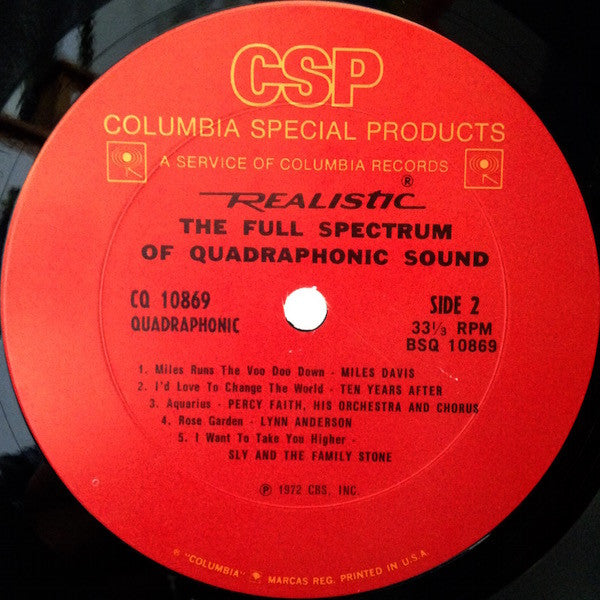 CSP
COLUMBIA SPECIAL PRODUCTS
A SERVICE OF COLUMBIA RECORDS
REALISTIC®
THE FULL SPECTRUM
OF QUADRAPHONIC SOUND
CQ 10869
QUADRAPHONIC
SIDE 2
33⅓ RPM
BSQ 10869
1. Miles Runs The Voo Doo Down - MILES DAVIS
2. I'd Love To Change The World - TEN YEARS AFTER
3. Aquarius - PERCY FAITH, HIS ORCHESTRA AND CHORUS
4. Rose Garden - LYNN ANDERSON
5. I Want To Take You Higher -
SLY AND THE FAMILY STONE
℗ 1972 CBS, INC.
® "COLUMBIA" MARCAS REG. PRINTED IN U.S.A.